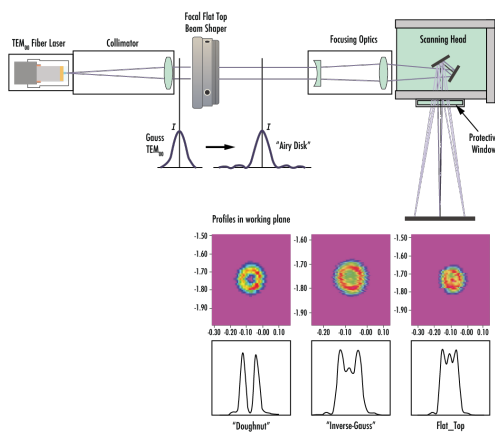 Focal Flat Top
Beam Shaper
TEM₀₀ Fiber Laser
Collimator
Focusing Optics
Scanning Head
Protective
Window
I
I
Gauss
TEM₀₀
"Airy Disk"
Profiles in working plane
-1.50
-1.60
-1.70
-1.80
-1.90
-1.60
-1.70
-1.80
-1.90
-1.50
-1.60
-1.70
-1.80
-1.90
-0.30 -0.20 -0.10 -0.00 0.10
-0.30 -0.20 -0.10 -0.00 0.10
-0.30 -0.20 -0.10 -0.00 0.10
"Doughnut"
"Inverse-Gauss"
Flat_Top